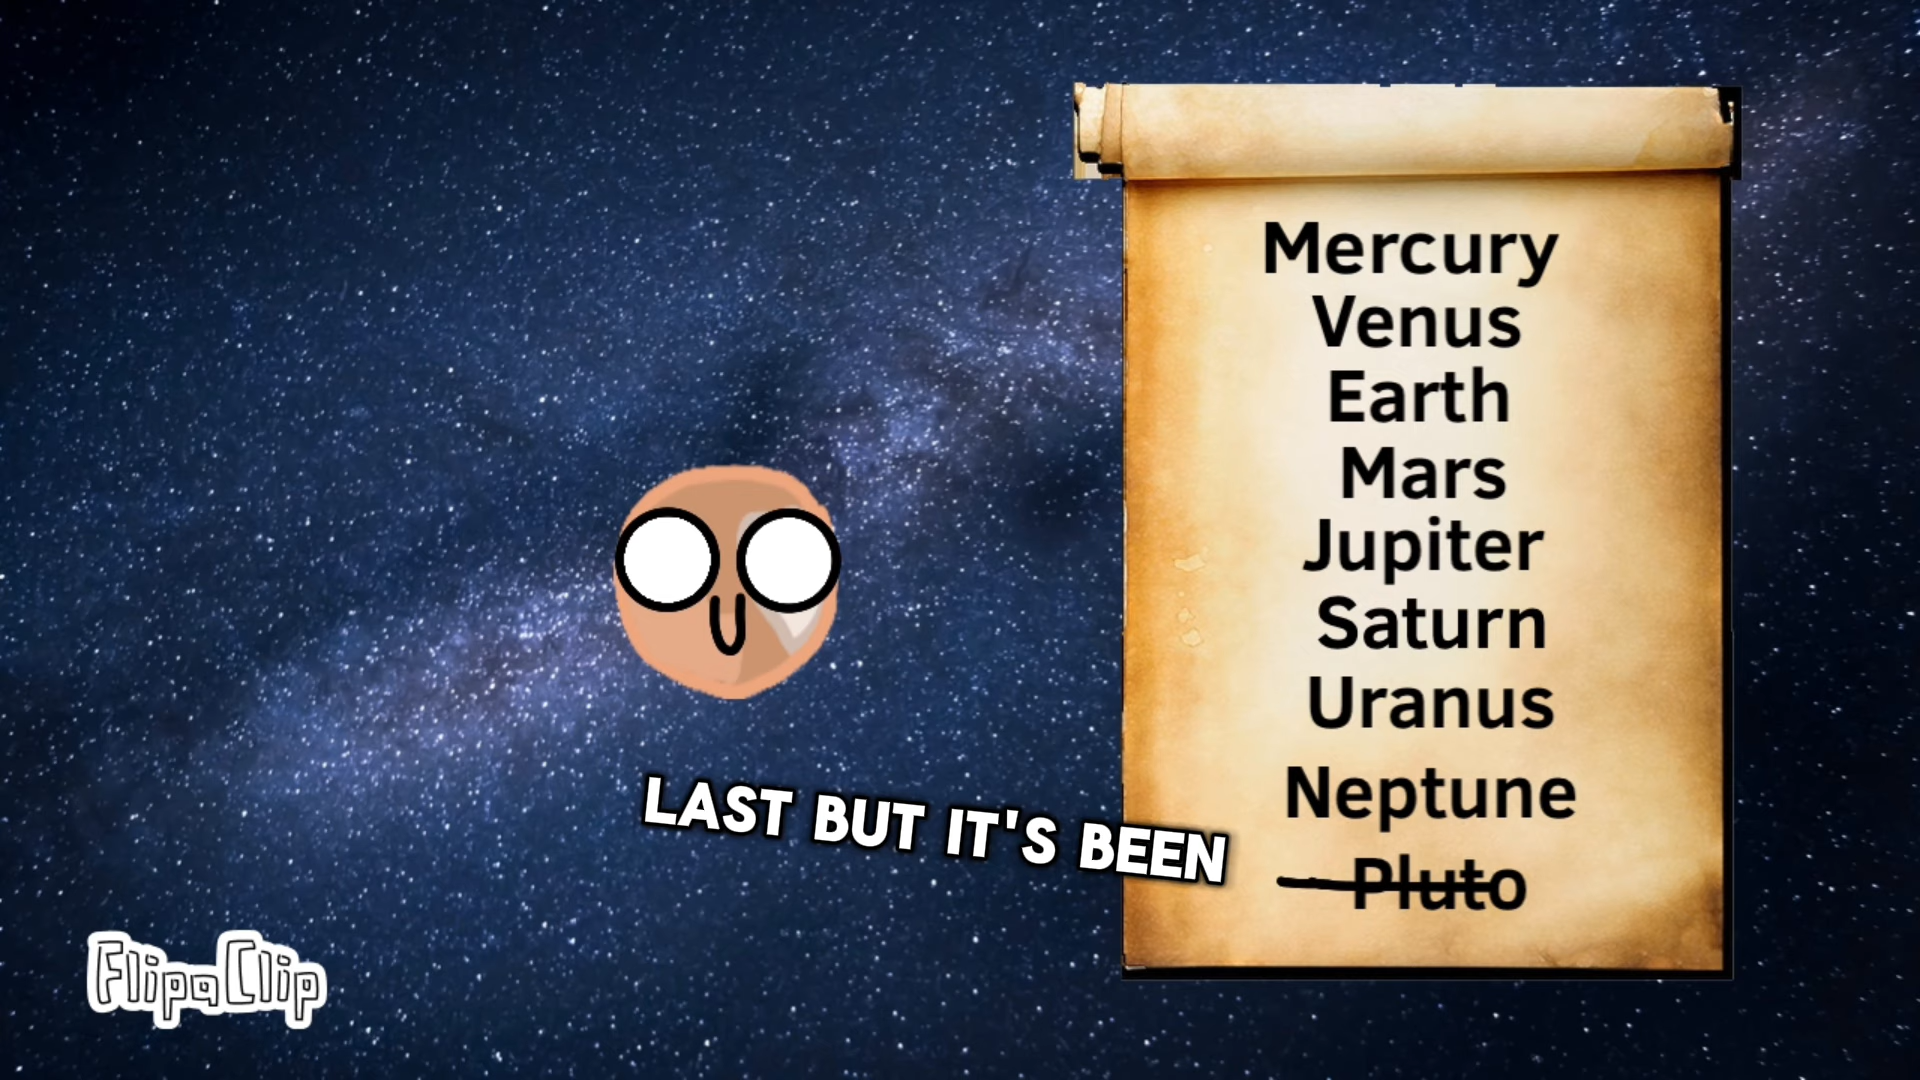 Mercury
Venus
Earth
Mars
Jupiter
Saturn
Uranus
Neptune
Pluto
LAST BUT IT'S BEEN
FlipaClip